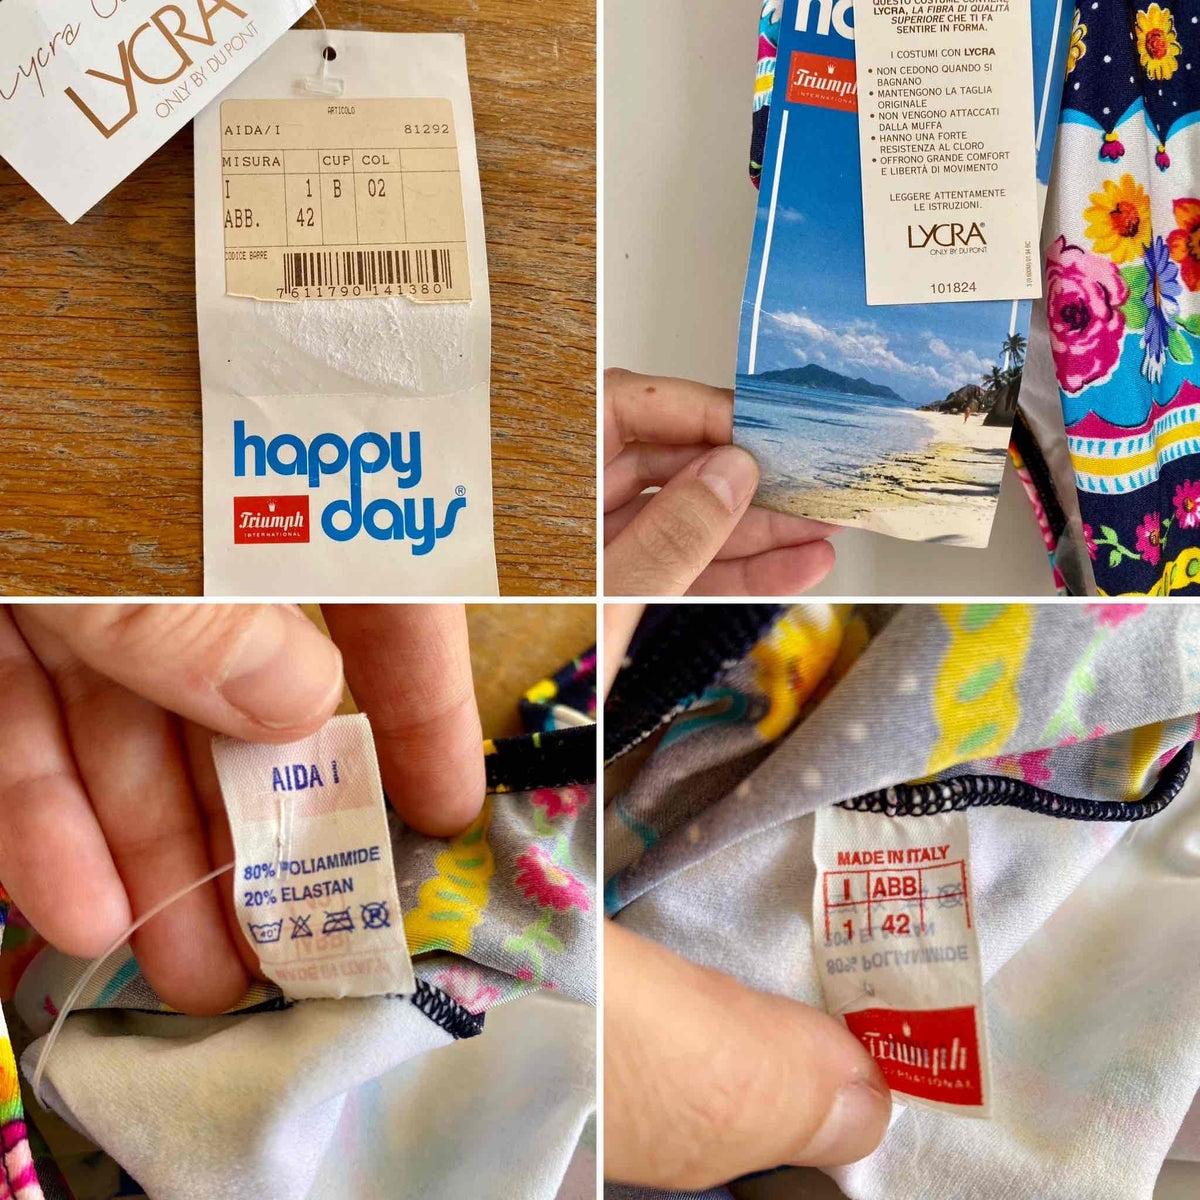 Lycra
LYCRA
ONLY BY DU PONT
ARTICOLO
AIDA/I 81292
MISURA CUP COL
I 1 B 02
ABB. 42
CODICE BARRE
7 611790 141380
happy
days®
Triumph
INTERNATIONAL
QUESTO COSTUME CONTIENE
LYCRA, LA FIBRA DI QUALITÀ
SUPERIORE CHE TI FA
SENTIRE IN FORMA.
I COSTUMI CON LYCRA
• NON CEDONO QUANDO SI
BAGNANO
• MANTENGONO LA TAGLIA
ORIGINALE
• NON VENGONO ATTACCATI
DALLA MUFFA
• HANNO UNA FORTE
RESISTENZA AL CLORO
• OFFRONO GRANDE COMFORT
E LIBERTÀ DI MOVIMENTO
LEGGERE ATTENTAMENTE
LE ISTRUZIONI.
LYCRA®
ONLY BY DU PONT
101824
Triumph
INTERNATIONAL
AIDA I
80% POLIAMMIDE
20% ELASTAN
40°
MADE IN ITALY
I ABB
1 42
Triumph
INTERNATIONAL